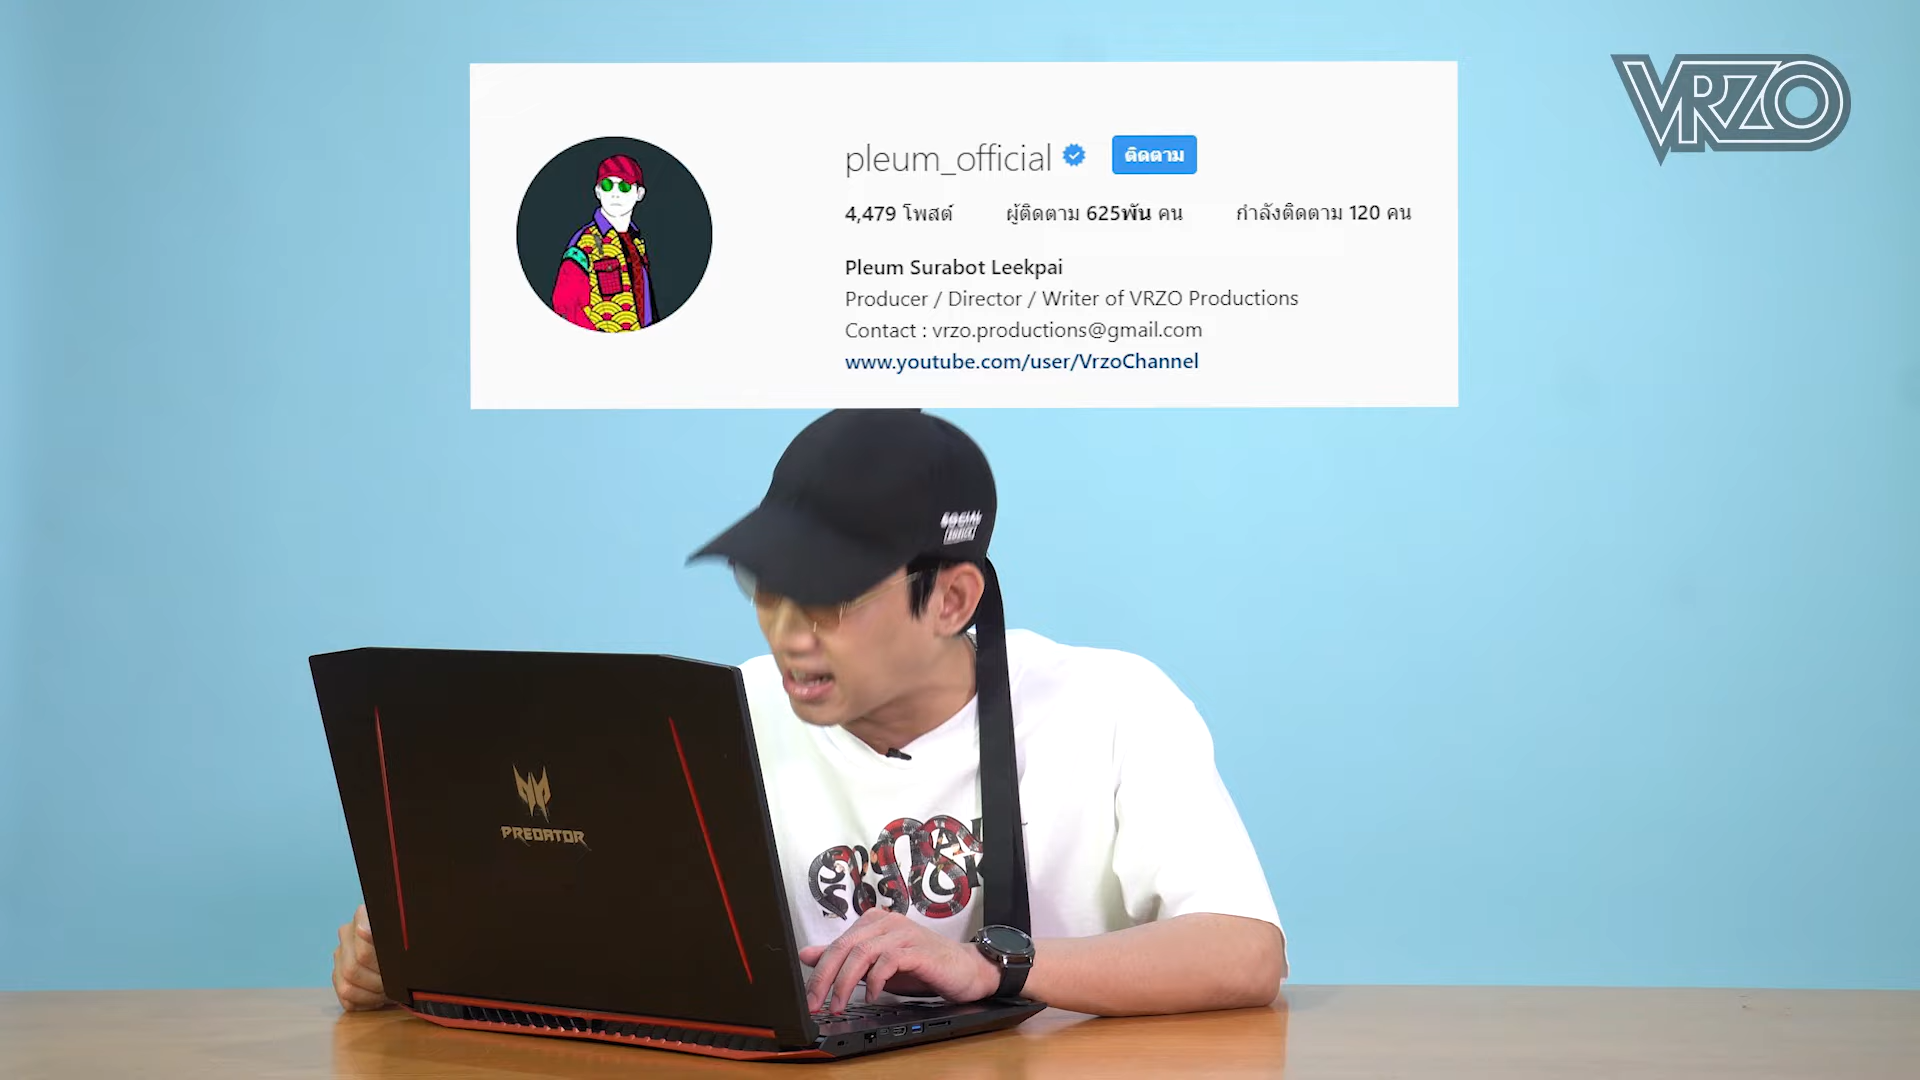 VRZO
pleum_official
ติดตาม
4,479 โพสต์ ผู้ติดตาม 625พัน คน กำลังติดตาม 120 คน
Pleum Surabot Leekpai
Producer / Director / Writer of VRZO Productions
Contact : vrzo.productions@gmail.com
www.youtube.com/user/VrzoChannel
SOCIAL
PREDATOR